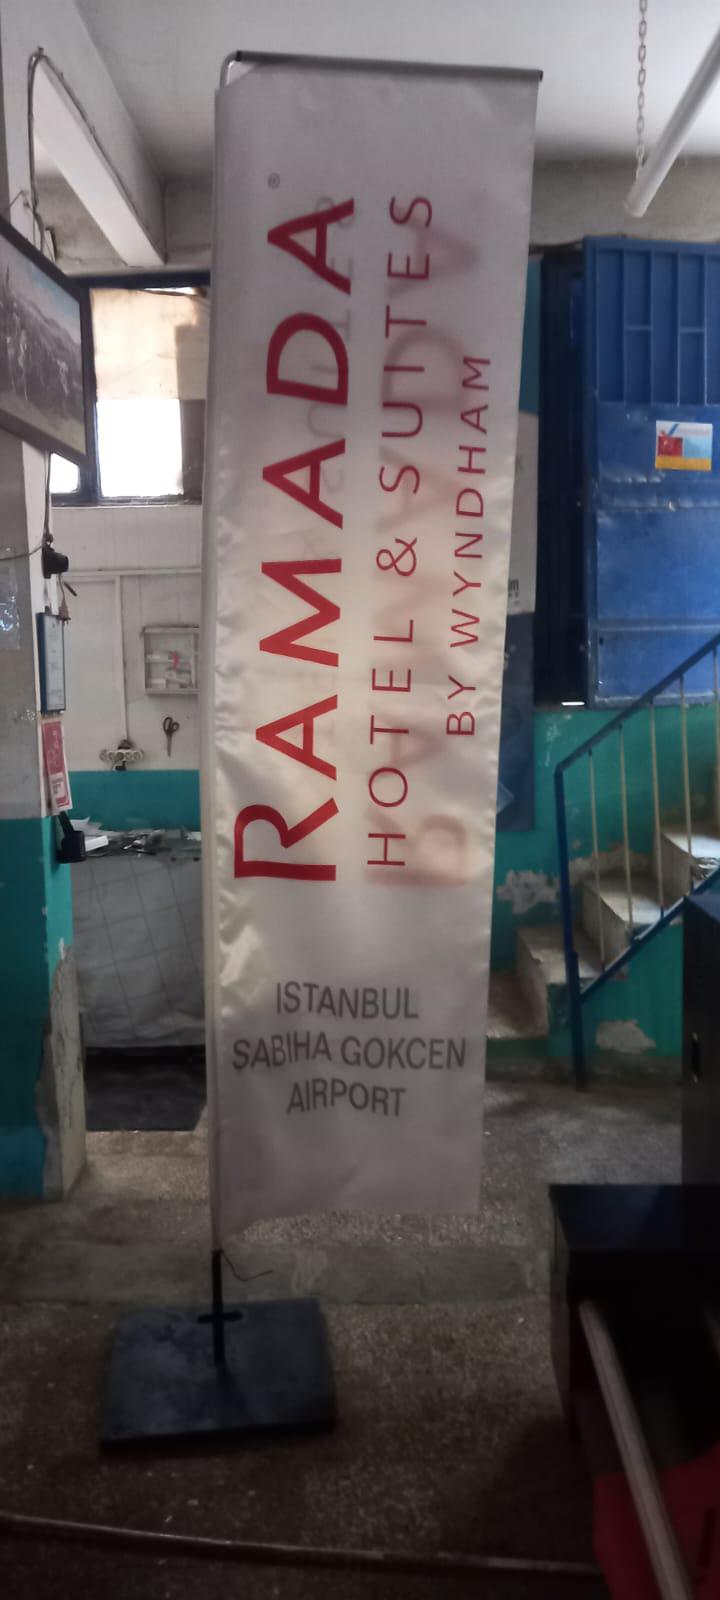 RAMADA®
HOTEL & SUITES
BY WYNDHAM
ISTANBUL
SABIHA GOKCEN
AIRPORT